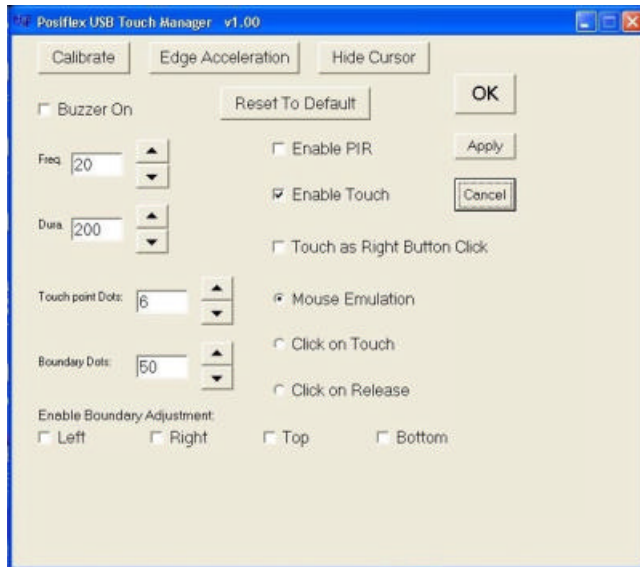 Posiflex USB Touch Manager v1.00
Calibrate Edge Acceleration Hide Cursor
Buzzer On Reset To Default OK
Freq. 20 Enable PIR Apply
Enable Touch Cancel
Dura. 200
Touch as Right Button Click
Touch point Dots: 6 Mouse Emulation
Click on Touch
Boundary Dots: 50
Click on Release
Enable Boundary Adjustment:
Left Right Top Bottom